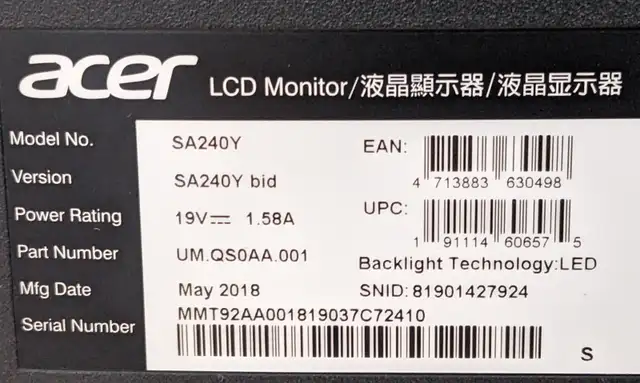 acer LCD Monitor/液晶顯示器/液晶显示器
Model No. SA240Y
Version SA240Y bid
Power Rating 19V⎓ 1.58A
Part Number UM.QS0AA.001
Mfg Date May 2018
Serial Number MMT92AA001819037C72410
EAN: 4 713883 630498
UPC: 1 91114 60657 5
Backlight Technology:LED
SNID: 81901427924
S